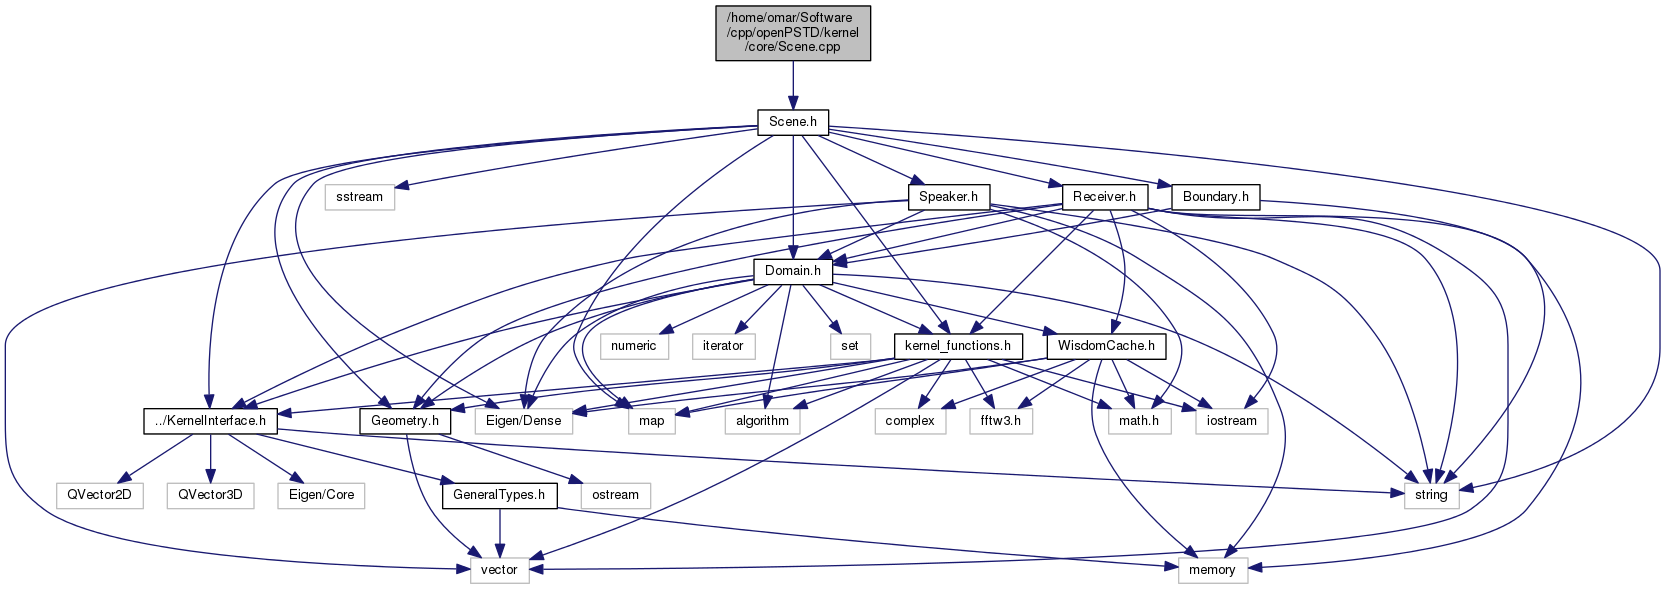 /home/omar/Software
/cpp/openPSTD/kernel
/core/Scene.cpp
Scene.h
sstream
Speaker.h
Receiver.h
Boundary.h
Domain.h
numeric
iterator
set
kernel_functions.h
WisdomCache.h
../KernelInterface.h
Geometry.h
Eigen/Dense
map
algorithm
complex
fftw3.h
math.h
iostream
QVector2D
QVector3D
Eigen/Core
GeneralTypes.h
ostream
string
vector
memory